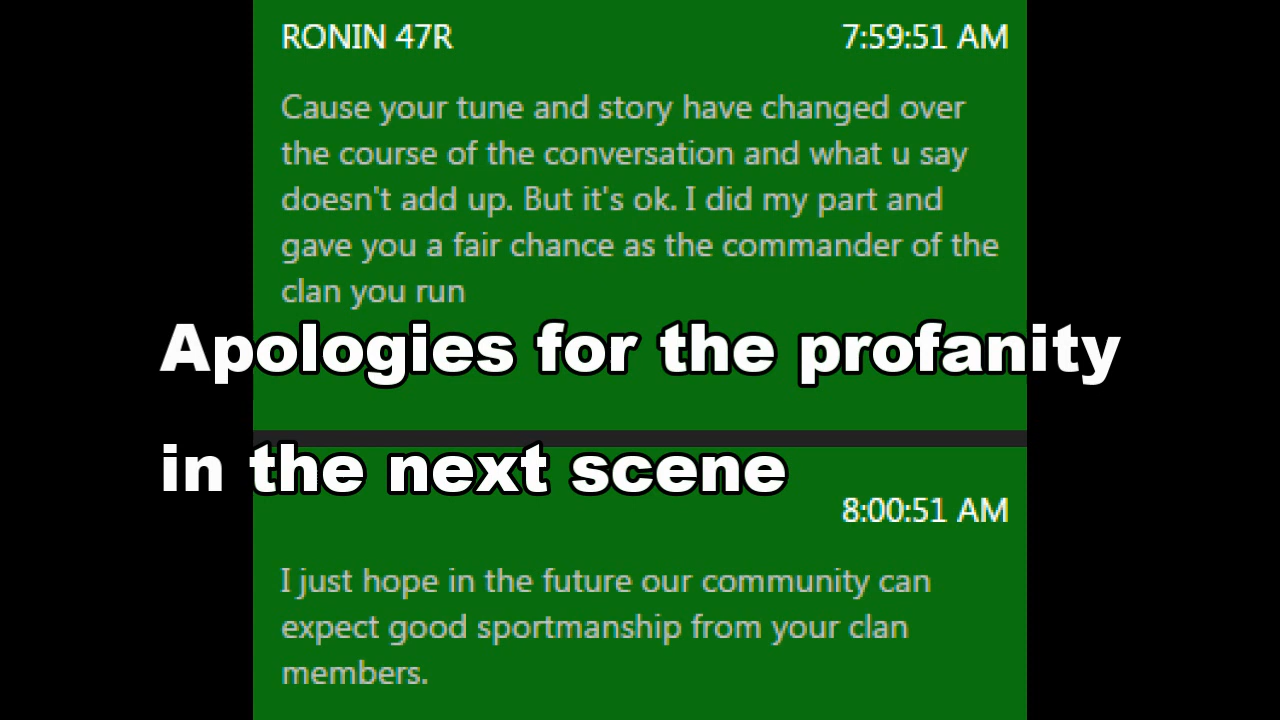 RONIN 47R 7:59:51 AM
Cause your tune and story have changed over
the course of the conversation and what u say
doesn't add up. But it's ok. I did my part and
gave you a fair chance as the commander of the
clan you run
Apologies for the profanity
in the next scene
8:00:51 AM
I just hope in the future our community can
expect good sportmanship from your clan
members.